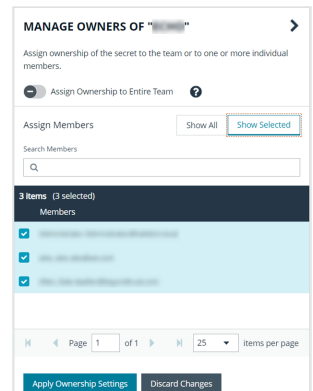 MANAGE OWNERS OF " "
Assign ownership of the secret to the team or to one or more individual
members.
Assign Ownership to Entire Team ?
Assign Members Show All Show Selected
Search Members
3 items (3 selected)
Members
Page 1 of 1 25 items per page
Apply Ownership Settings Discard Changes